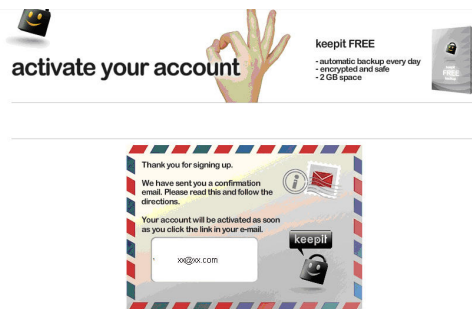 keepit FREE
activate your account
- automatic backup every day
- encrypted and safe
- 2 GB space
keepit
FREE
Thank you for signing up.
We have sent you a confirmation
email. Please read this and follow the
directions.
Your account will be activated as soon
as you click the link in your e-mail.
keepit
xx@xx.com